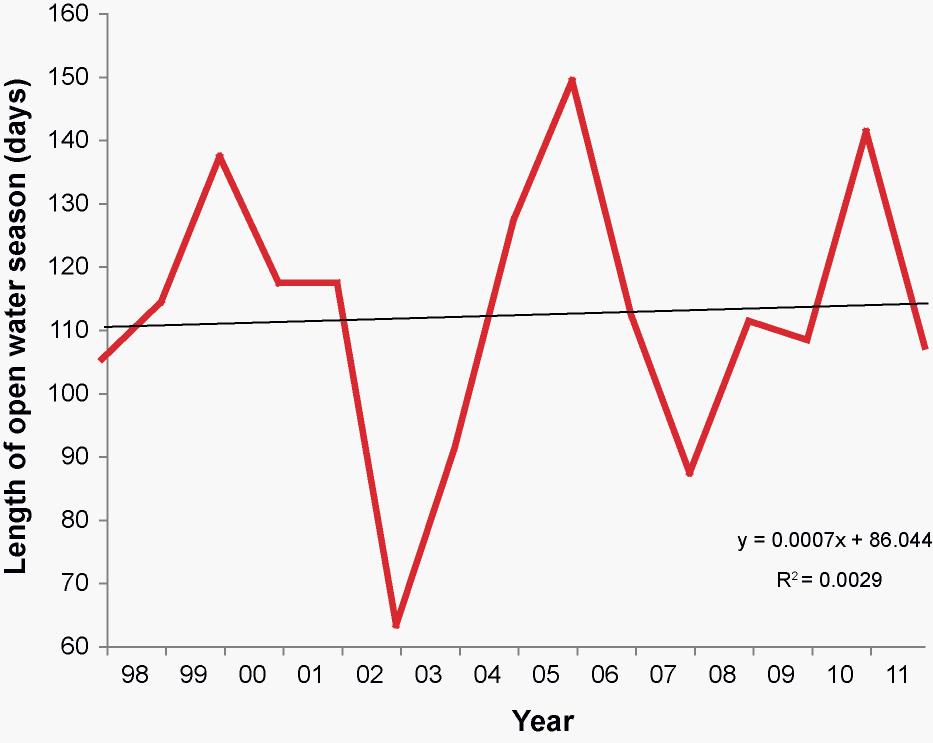 160
150
140
130
120
110
100
90
80
70
60
Length of open water season (days)
y = 0.0007x + 86.044
R² = 0.0029
98 99 00 01 02 03 04 05 06 07 08 09 10 11
Year